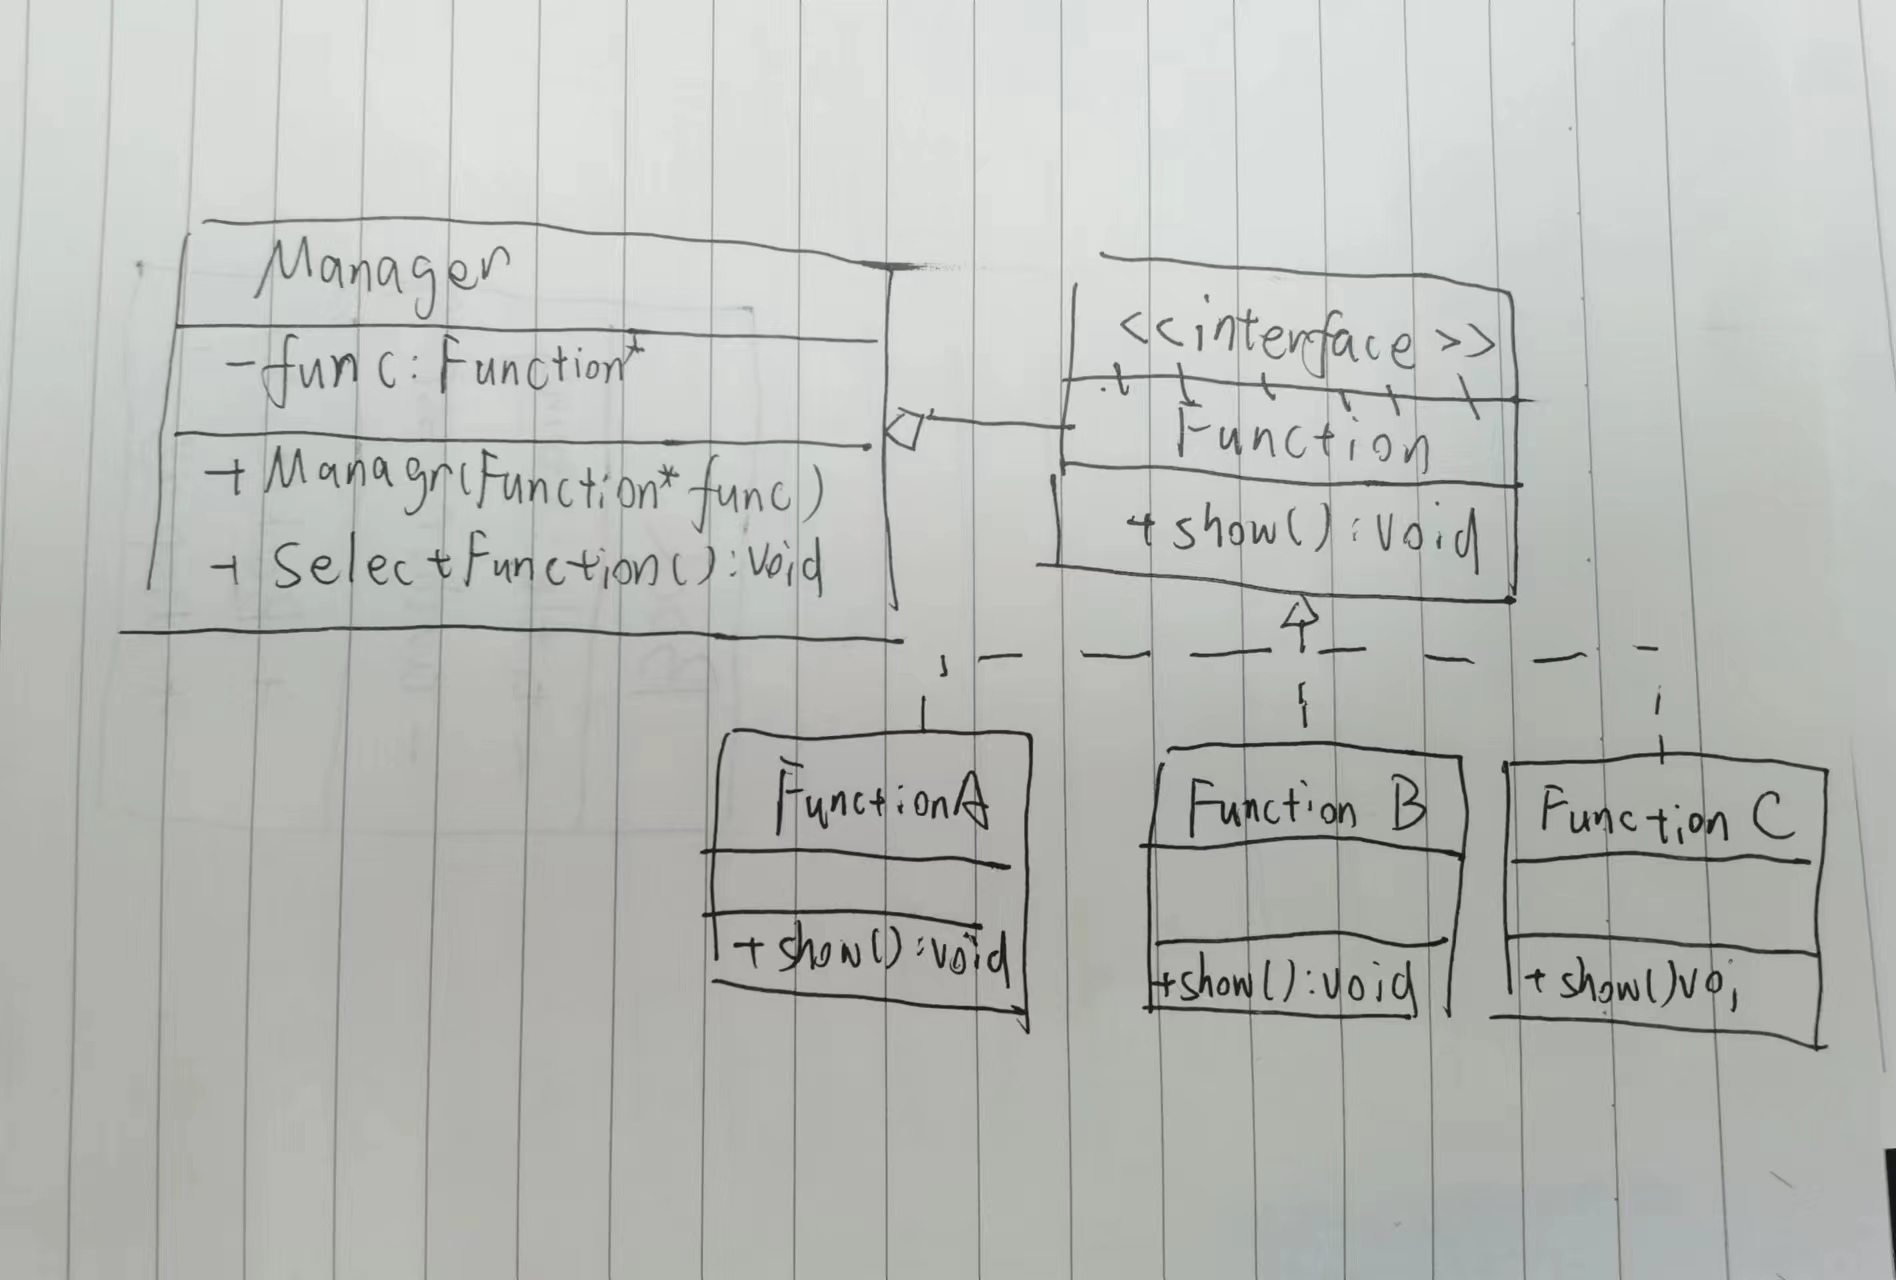 Manager
-func: Function*
+ Managr(Function* func)
+ SelectFunction(): void
<<interface>>
Function
+ show(): void
FunctionA
+ show(): void
Function B
+show(): void
Function C
+ show()voi